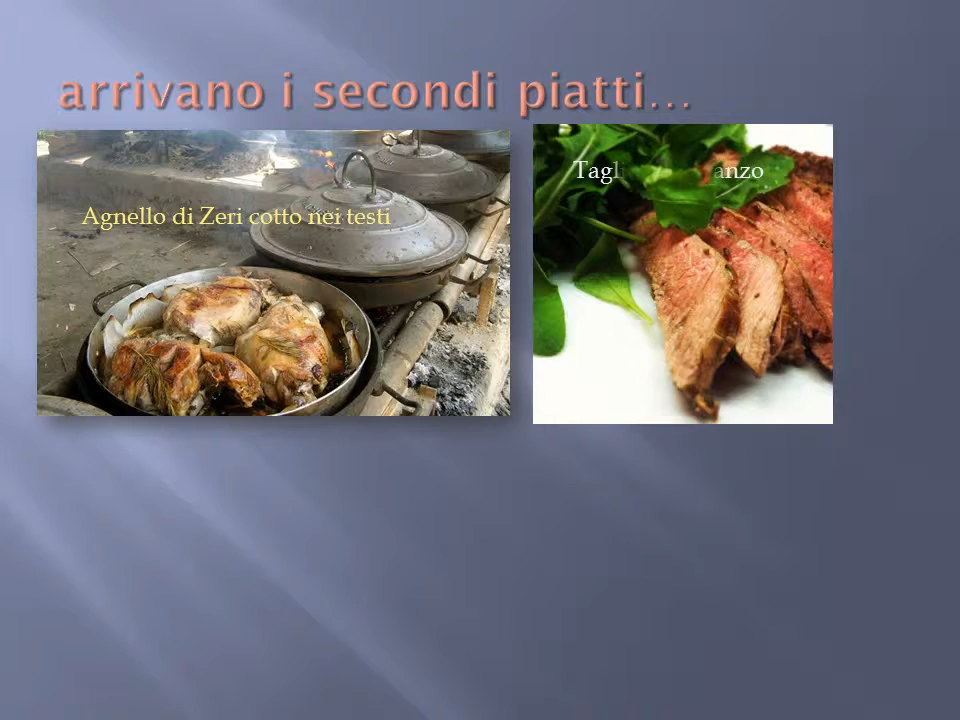 arrivano i secondi piatti…
Agnello di Zeri cotto nei testi